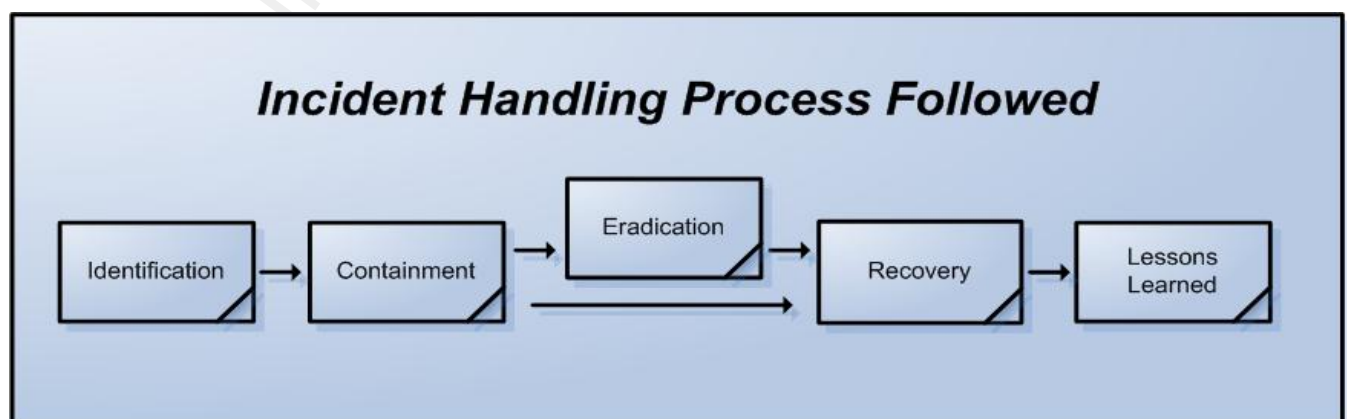 Incident Handling Process Followed
Identification
Containment
Eradication
Recovery
Lessons
Learned